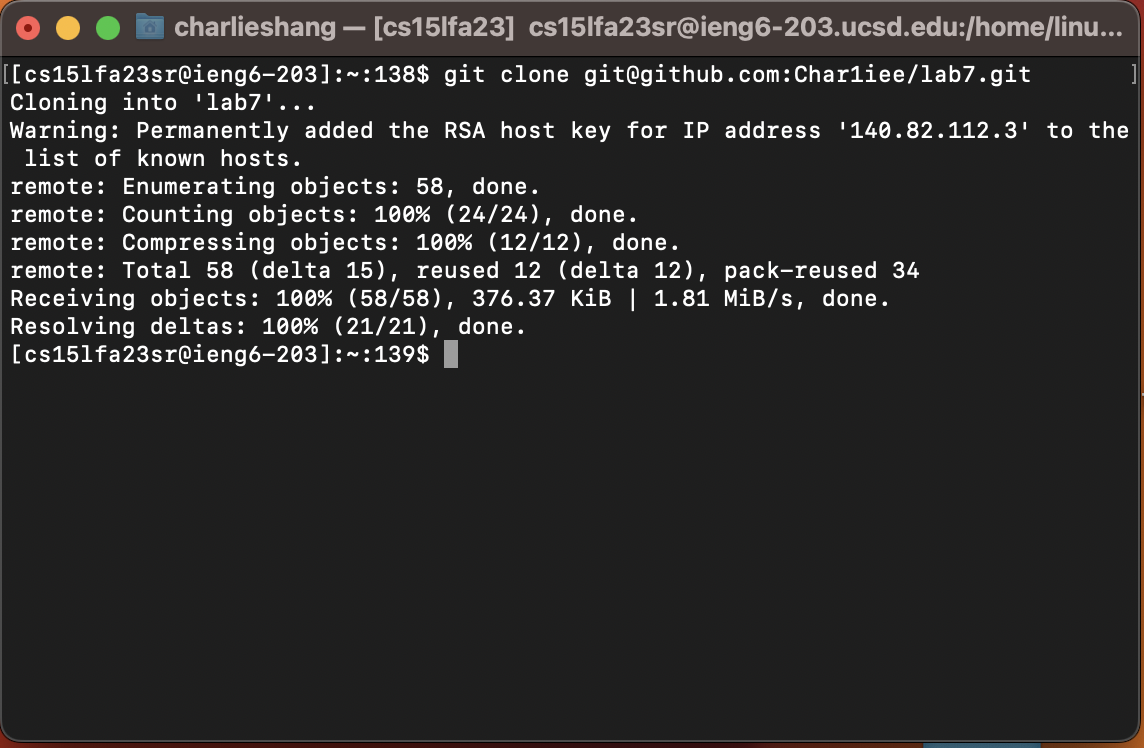 charlieshang — [cs15lfa23] cs15lfa23sr@ieng6-203.ucsd.edu:/home/linu...
[[cs15lfa23sr@ieng6-203]:~:138$ git clone git@github.com:Char1iee/lab7.git ]
Cloning into 'lab7'...
Warning: Permanently added the RSA host key for IP address '140.82.112.3' to the
 list of known hosts.
remote: Enumerating objects: 58, done.
remote: Counting objects: 100% (24/24), done.
remote: Compressing objects: 100% (12/12), done.
remote: Total 58 (delta 15), reused 12 (delta 12), pack-reused 34
Receiving objects: 100% (58/58), 376.37 KiB | 1.81 MiB/s, done.
Resolving deltas: 100% (21/21), done.
[cs15lfa23sr@ieng6-203]:~:139$